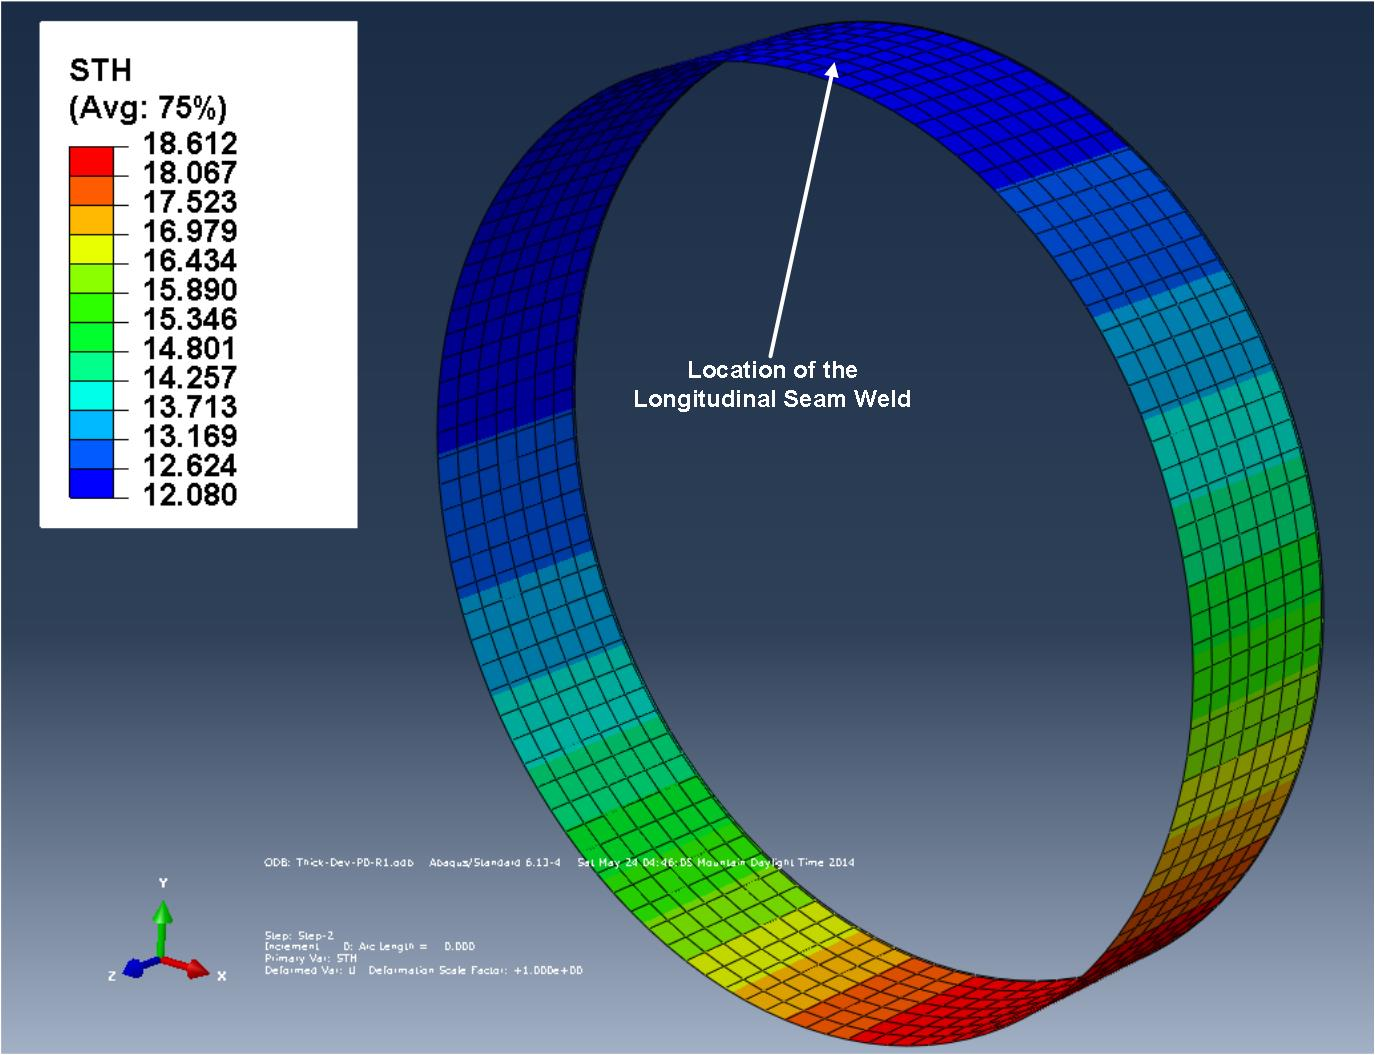 STH
(Avg: 75%)
18.612
18.067
17.523
16.979
16.434
15.890
15.346
14.801
14.257
13.713
13.169
12.624
12.080
Location of the
Longitudinal Seam Weld
ODB: Thick-Dev-PD-R1.odb Abaqus/Standard 6.13-4 Sat May 24 04:46:05 Mountain Daylight Time 2014
Y
Z
X
Step: Step-2
Increment 0: Arc Length = 0.000
Primary Var: STH
Deformed Var: U Deformation Scale Factor: +1.000e+00